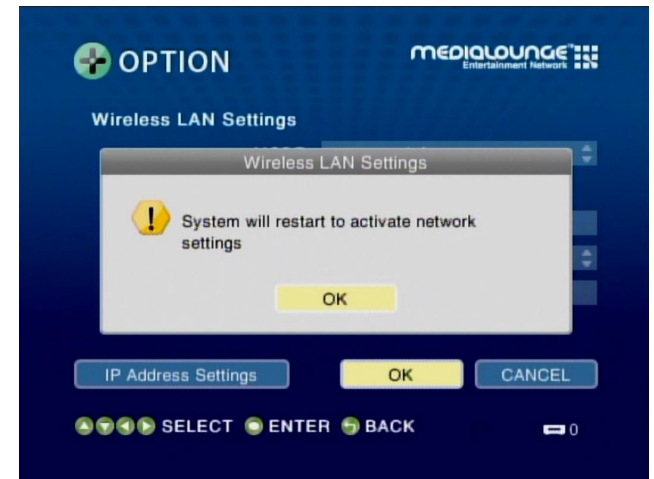 OPTION
MEDIALOUNGE
Entertainment Network
Wireless LAN Settings
Wireless LAN Settings
System will restart to activate network
settings
OK
IP Address Settings
OK
CANCEL
SELECT ENTER BACK
0